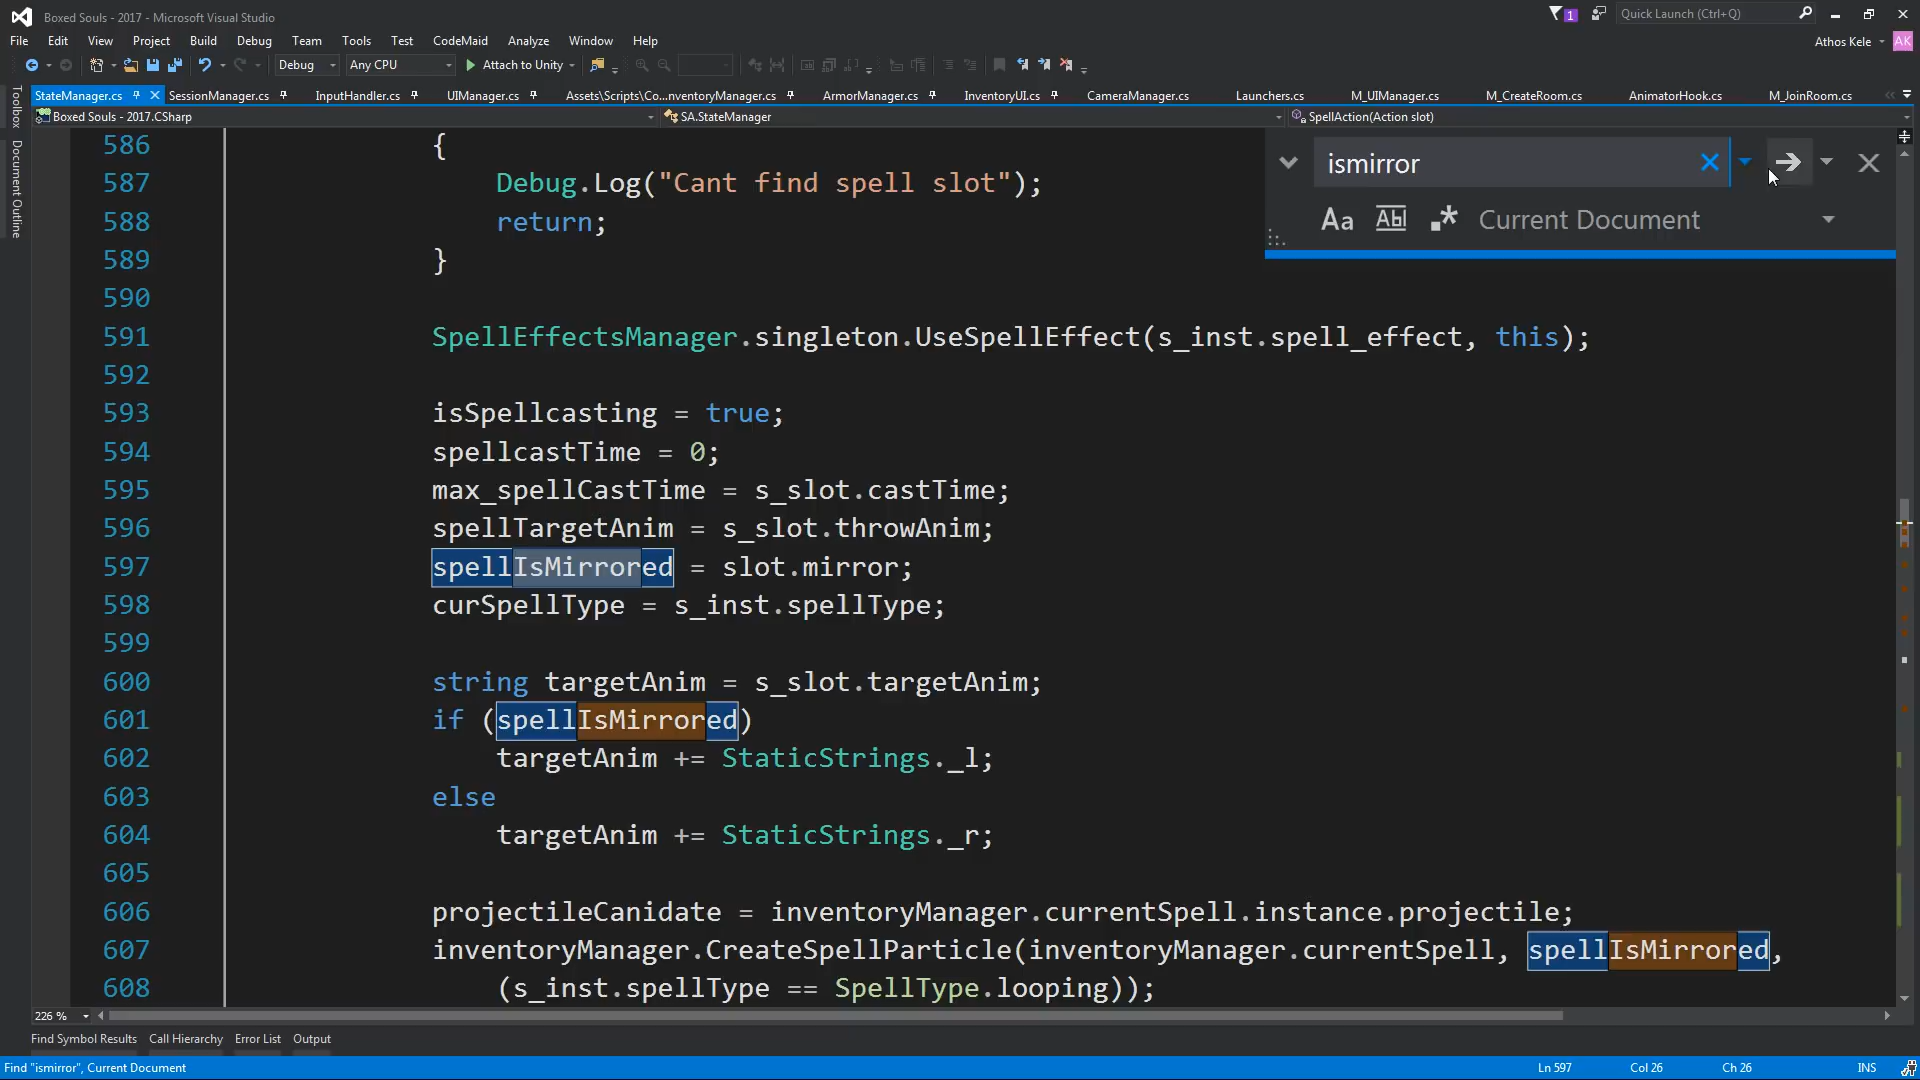 Boxed Souls - 2017 - Microsoft Visual Studio
1
Quick Launch (Ctrl+Q)
File Edit View Project Build Debug Team Tools Test CodeMaid Analyze Window Help
Athos Kele AK
Debug Any CPU Attach to Unity
StateManager.cs SessionManager.cs InputHandler.cs UIManager.cs Assets\Scripts\Co...nventoryManager.cs ArmorManager.cs InventoryUI.cs CameraManager.cs Launchers.cs M_UIManager.cs M_CreateRoom.cs AnimatorHook.cs M_JoinRoom.cs
Boxed Souls - 2017.CSharp SA.StateManager SpellAction(Action slot)
Toolbox
Document Outline
ismirror
Aa Abl .* Current Document
586 {
587 Debug.Log("Cant find spell slot");
588 return;
589 }
590
591 SpellEffectsManager.singleton.UseSpellEffect(s_inst.spell_effect, this);
592
593 isSpellcasting = true;
594 spellcastTime = 0;
595 max_spellCastTime = s_slot.castTime;
596 spellTargetAnim = s_slot.throwAnim;
597 spellIsMirrored = slot.mirror;
598 curSpellType = s_inst.spellType;
599
600 string targetAnim = s_slot.targetAnim;
601 if (spellIsMirrored)
602 targetAnim += StaticStrings._l;
603 else
604 targetAnim += StaticStrings._r;
605
606 projectileCanidate = inventoryManager.currentSpell.instance.projectile;
607 inventoryManager.CreateSpellParticle(inventoryManager.currentSpell, spellIsMirrored,
608 (s_inst.spellType == SpellType.looping));
226 %
Find Symbol Results Call Hierarchy Error List Output
Find "ismirror", Current Document Ln 597 Col 26 Ch 26 INS